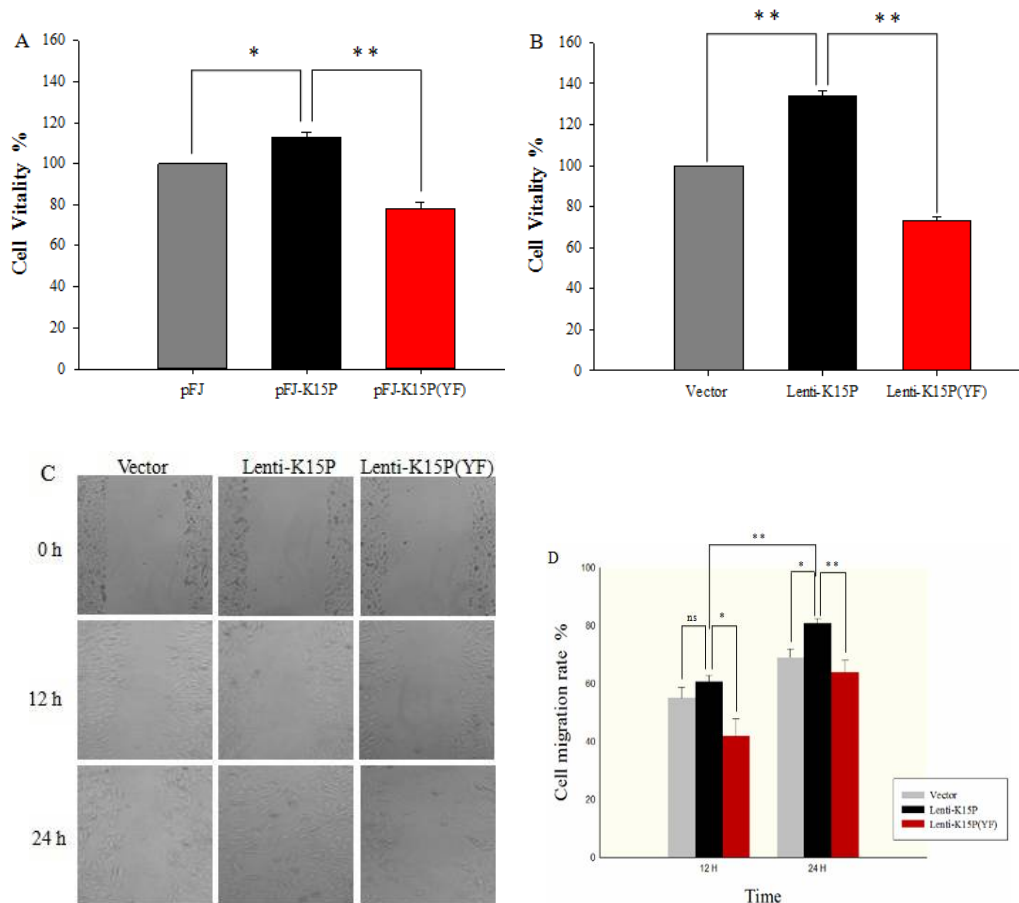 A
Cell Vitality %
160
140
120
100
80
60
40
20
0
*
**
pFJ
pFJ-K15P
pFJ-K15P(YF)
B
Cell Vitality %
160
140
120
100
80
60
40
20
0
**
**
Vector
Lenti-K15P
Lenti-K15P(YF)
C
Vector
Lenti-K15P
Lenti-K15P(YF)
0 h
12 h
24 h
D
Cell migration rate %
100
80
60
40
20
0
**
ns
*
*
**
12 H
24 H
Time
Vector
Lenti-K15P
Lenti-K15P(YF)